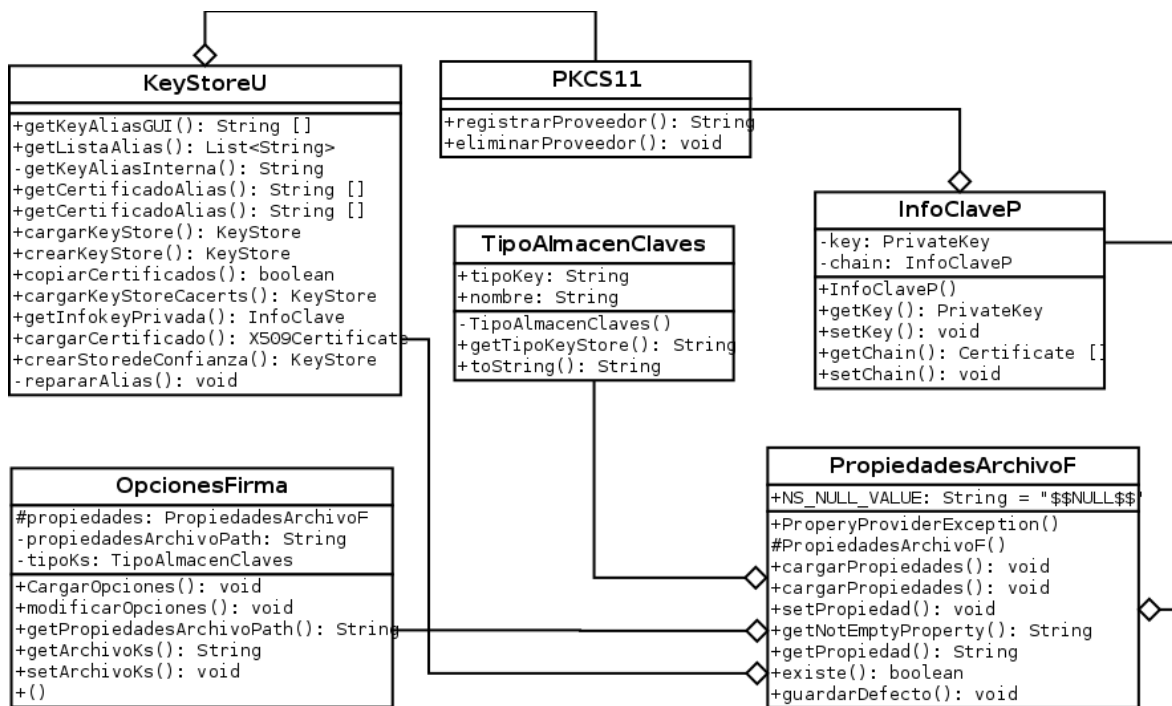 KeyStoreU
+getKeyAliasGUI(): String []
+getListaAlias(): List<String>
-getKeyAliasInterna(): String
+getCertificadoAlias(): String []
+getCertificadoAlias(): String []
+cargarKeyStore(): KeyStore
+crearKeyStore(): KeyStore
+copiarCertificados(): boolean
+cargarKeyStoreCacerts(): KeyStore
+getInfokeyPrivada(): InfoClave
+cargarCertificado(): X509Certificate
+crearStoredeConfianza(): KeyStore
-repararAlias(): void
PKCS11
+registrarProveedor(): String
+eliminarProveedor(): void
InfoClaveP
-key: PrivateKey
-chain: InfoClaveP
+InfoClaveP()
+getKey(): PrivateKey
+setKey(): void
+getChain(): Certificate []
+setChain(): void
TipoAlmacenClaves
+tipoKey: String
+nombre: String
-TipoAlmacenClaves()
+getTipoKeyStore(): String
+toString(): String
OpcionesFirma
#propiedades: PropiedadesArchivoF
-propiedadesArchivoPath: String
-tipoKs: TipoAlmacenClaves
+CargarOpciones(): void
+modificarOpciones(): void
+getPropiedadesArchivoPath(): String
+getArchivoKs(): String
+setArchivoKs(): void
+()
PropiedadesArchivoF
+NS_NULL_VALUE: String = "$$NULL$$"
+ProperyProviderException()
#PropiedadesArchivoF()
+cargarPropiedades(): void
+cargarPropiedades(): void
+setPropiedad(): void
+getNotEmptyProperty(): String
+getPropiedad(): String
+existe(): boolean
+guardarDefecto(): void